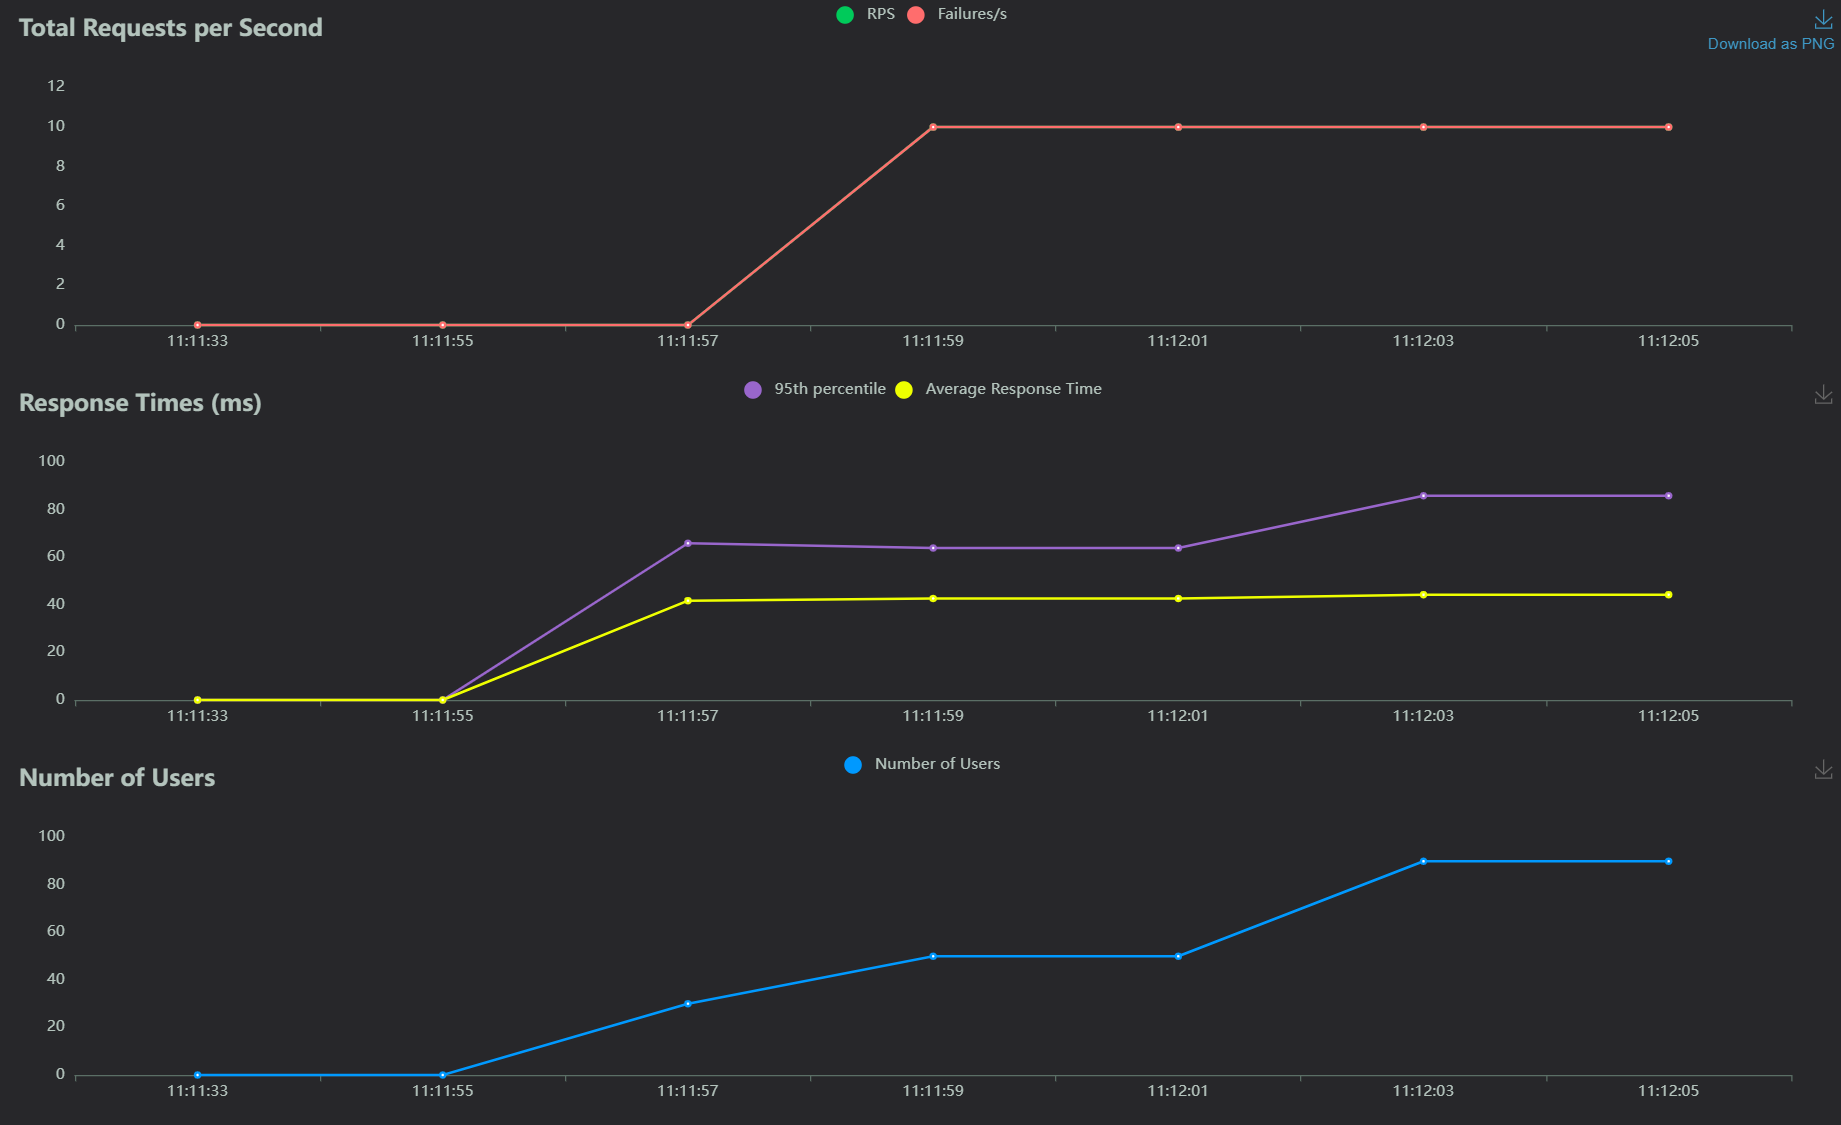 Total Requests per Second
RPS Failures/s
Download as PNG
12
10
8
6
4
2
0
11:11:33 11:11:55 11:11:57 11:11:59 11:12:01 11:12:03 11:12:05
Response Times (ms)
95th percentile Average Response Time
100
80
60
40
20
0
11:11:33 11:11:55 11:11:57 11:11:59 11:12:01 11:12:03 11:12:05
Number of Users
Number of Users
100
80
60
40
20
0
11:11:33 11:11:55 11:11:57 11:11:59 11:12:01 11:12:03 11:12:05